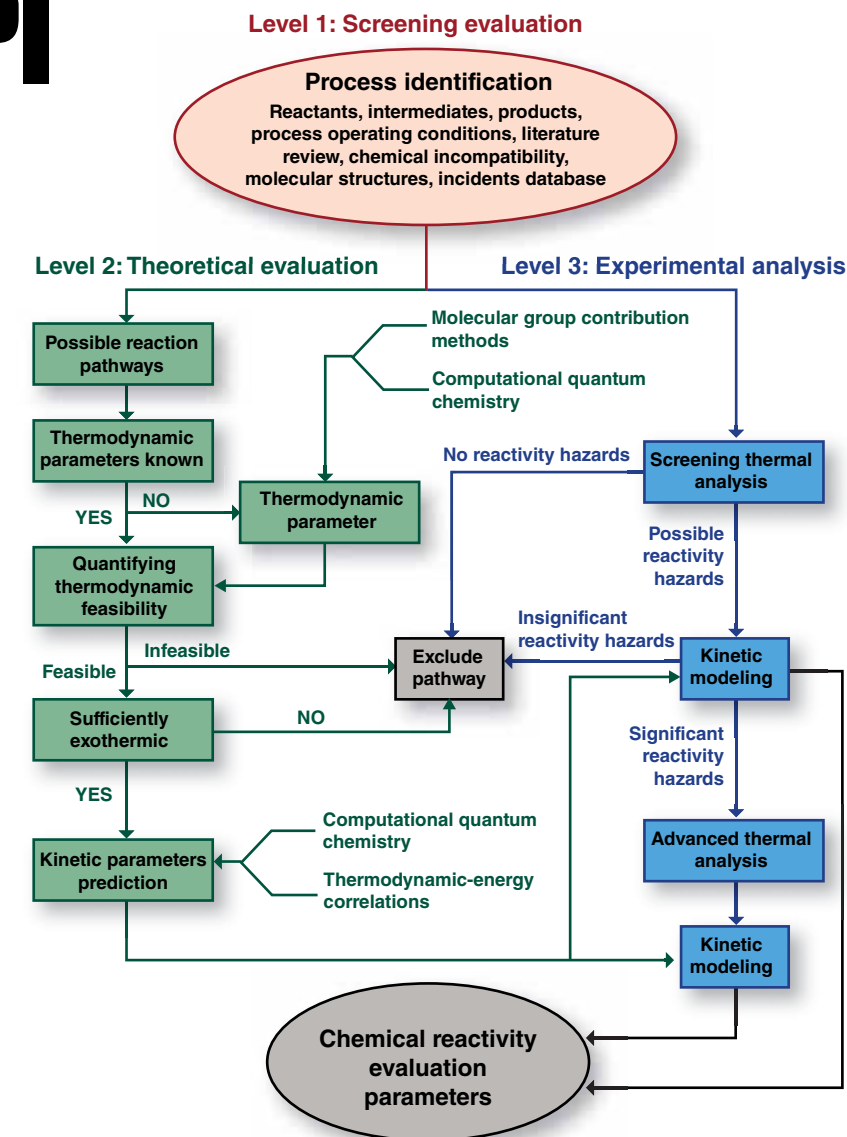 Level 1: Screening evaluation
Process identification
Reactants, intermediates, products,
process operating conditions, literature
review, chemical incompatibility,
molecular structures, incidents database
Level 2: Theoretical evaluation
Level 3: Experimental analysis
Possible reaction
pathways
Molecular group contribution
methods
Computational quantum
chemistry
Thermodynamic
parameters known
No reactivity hazards
Screening thermal
analysis
NO
YES
Thermodynamic
parameter
Possible
reactivity
hazards
Quantifying
thermodynamic
feasibility
Insignificant
reactivity hazards
Infeasible
Feasible
Exclude
pathway
Kinetic
modeling
Sufficiently
exothermic
NO
Significant
reactivity
hazards
YES
Computational quantum
chemistry
Kinetic parameters
prediction
Thermodynamic-energy
correlations
Advanced thermal
analysis
Kinetic
modeling
Chemical reactivity
evaluation
parameters